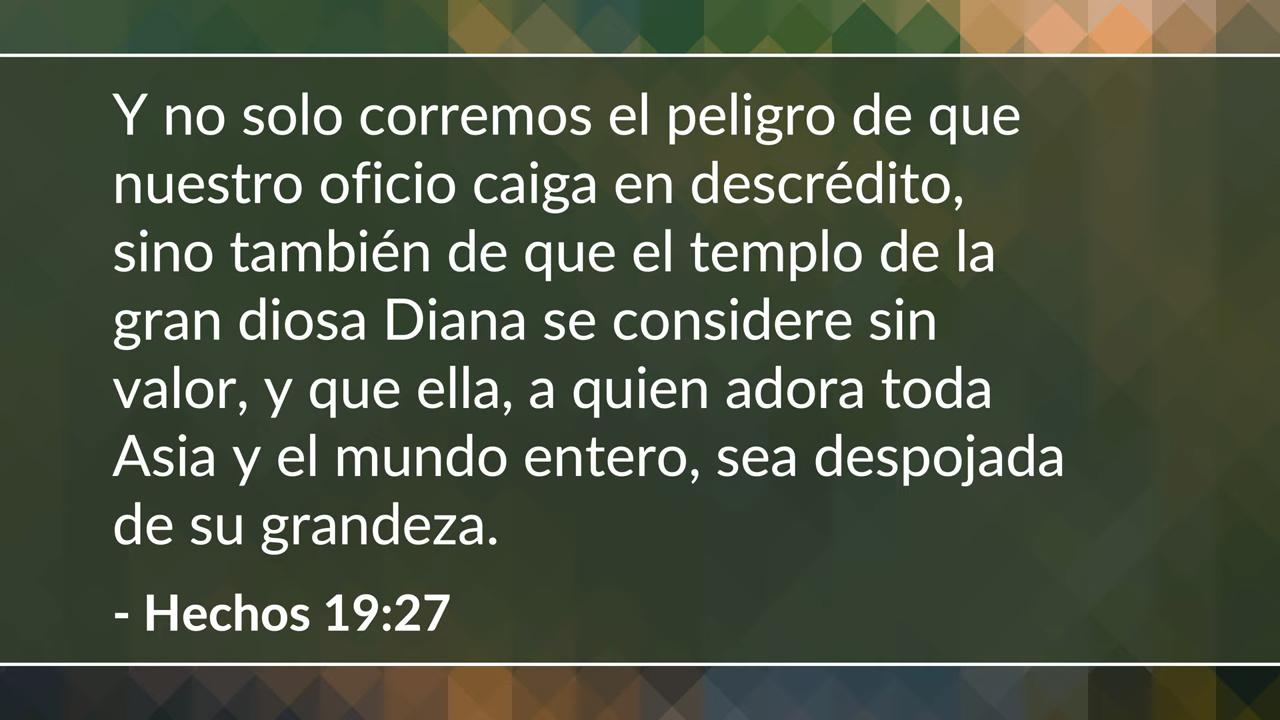 Y no solo corremos el peligro de que
nuestro oficio caiga en descrédito,
sino también de que el templo de la
gran diosa Diana se considere sin
valor, y que ella, a quien adora toda
Asia y el mundo entero, sea despojada
de su grandeza.
- Hechos 19:27